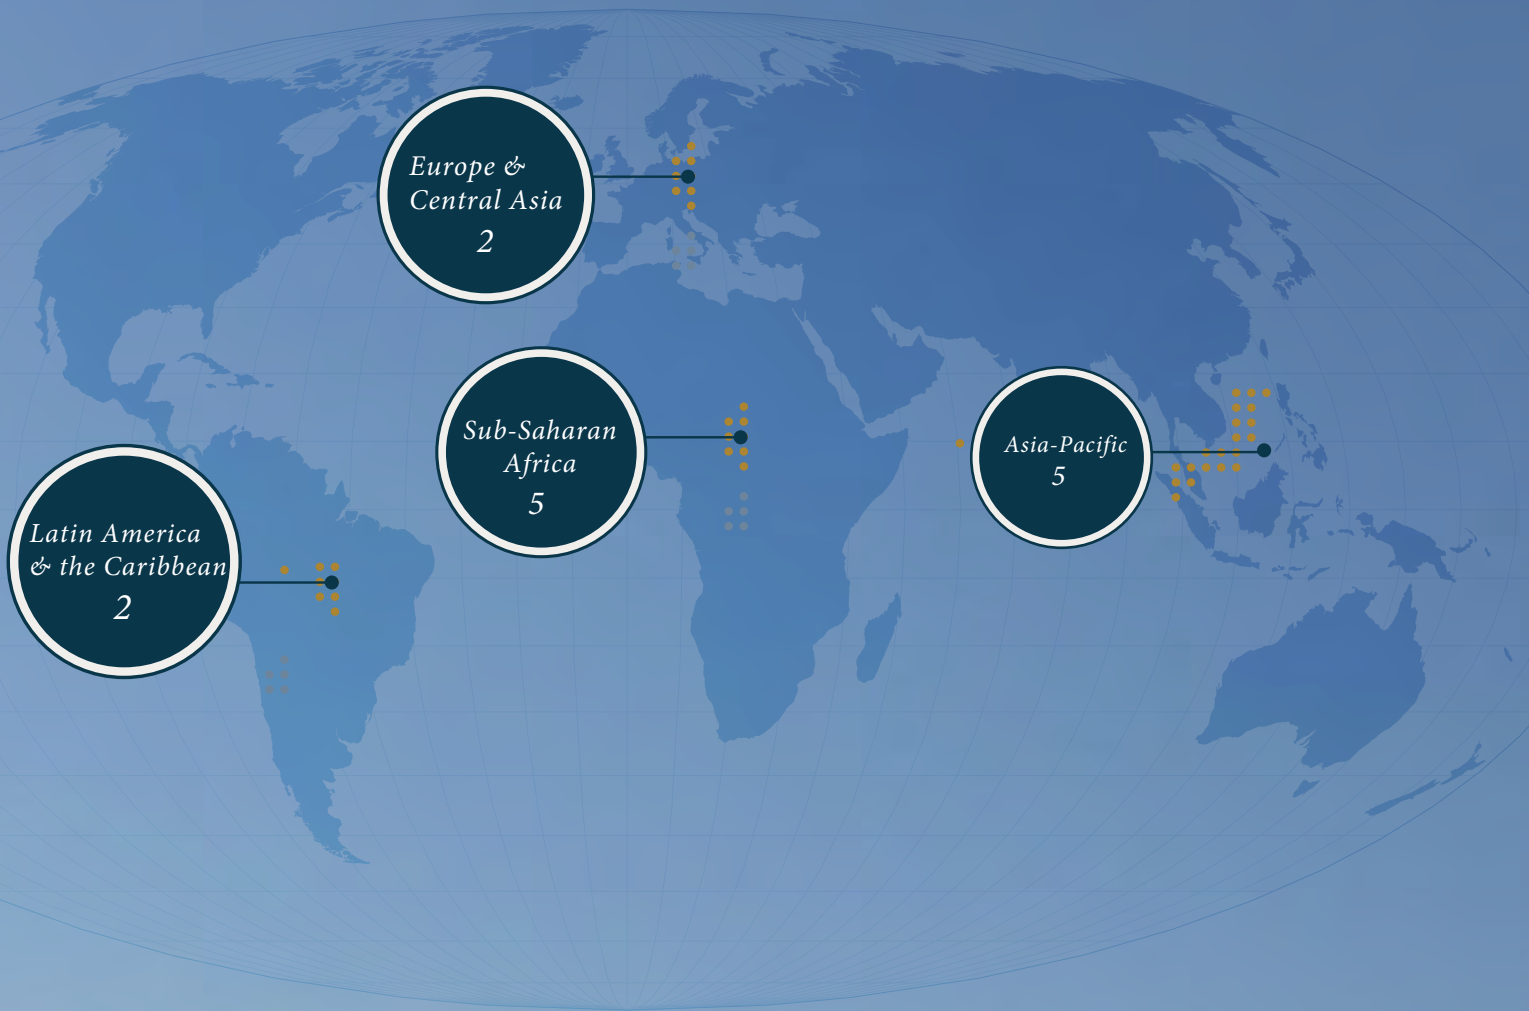 Europe &
Central Asia
2
Sub-Saharan
Africa
5
Asia-Pacific
5
Latin America
& the Caribbean
2